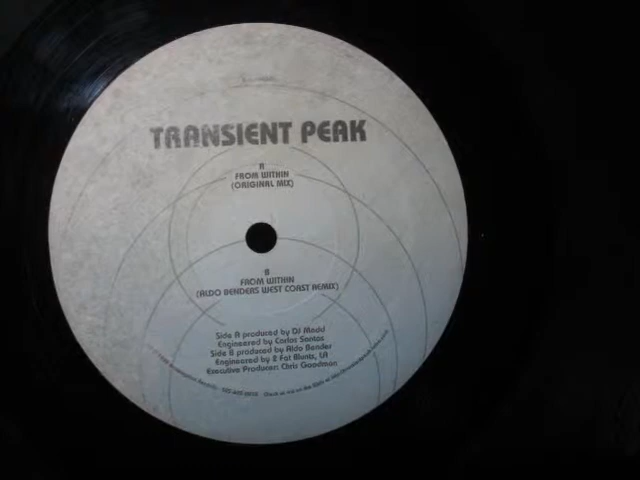 TRANSIENT PEAK
A
FROM WITHIN
(ORIGINAL MIX)
B
FROM WITHIN
(ALDO BENDERS WEST COAST REMIX)
Side A produced by DJ Madd
Engineered by Carlos Santos
Side B produced by Aldo Bender
Engineered by 2 Fat Blunts, LA
Executive Producer: Chris Goodman